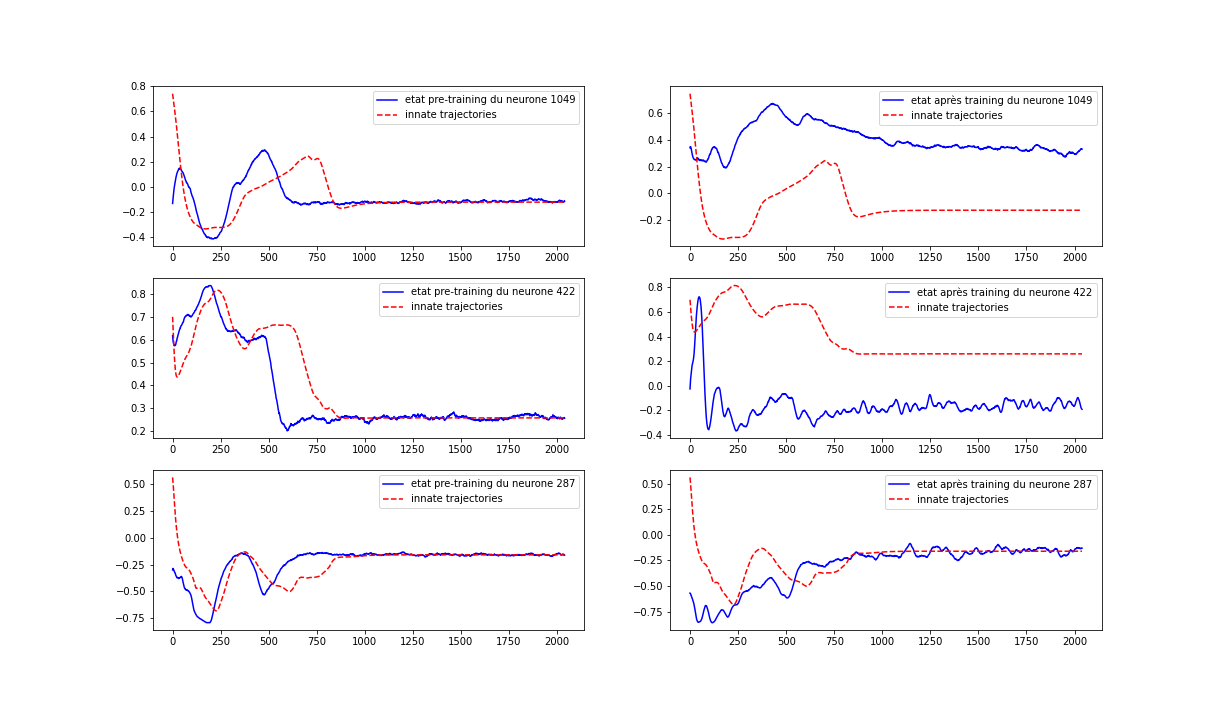 etat pre-training du neurone 1049
innate trajectories
0.8
0.6
0.4
0.2
0.0
−0.2
−0.4
0 250 500 750 1000 1250 1500 1750 2000
etat après training du neurone 1049
innate trajectories
0.6
0.4
0.2
0.0
−0.2
0 250 500 750 1000 1250 1500 1750 2000
etat pre-training du neurone 422
innate trajectories
0.8
0.7
0.6
0.5
0.4
0.3
0.2
0 250 500 750 1000 1250 1500 1750 2000
etat après training du neurone 422
innate trajectories
0.8
0.6
0.4
0.2
0.0
−0.2
−0.4
0 250 500 750 1000 1250 1500 1750 2000
etat pre-training du neurone 287
innate trajectories
0.50
0.25
0.00
−0.25
−0.50
−0.75
0 250 500 750 1000 1250 1500 1750 2000
etat après training du neurone 287
innate trajectories
0.50
0.25
0.00
−0.25
−0.50
−0.75
0 250 500 750 1000 1250 1500 1750 2000